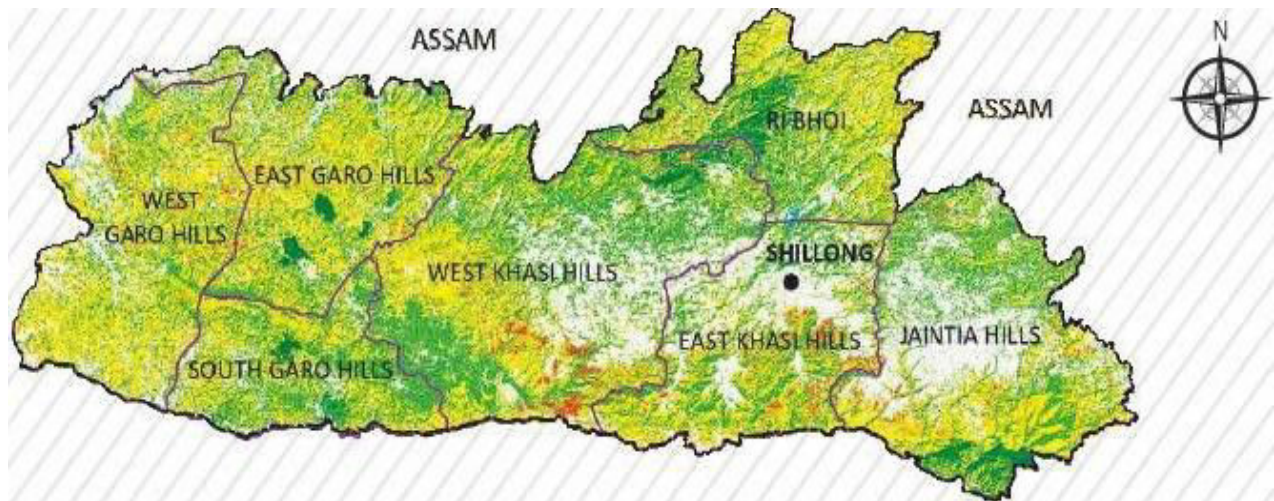 ASSAM
N
ASSAM
RI BHOI
EAST GARO HILLS
WEST
GARO HILLS
SHILLONG
WEST KHASI HILLS
EAST KHASI HILLS
JAINTIA HILLS
SOUTH GARO HILLS